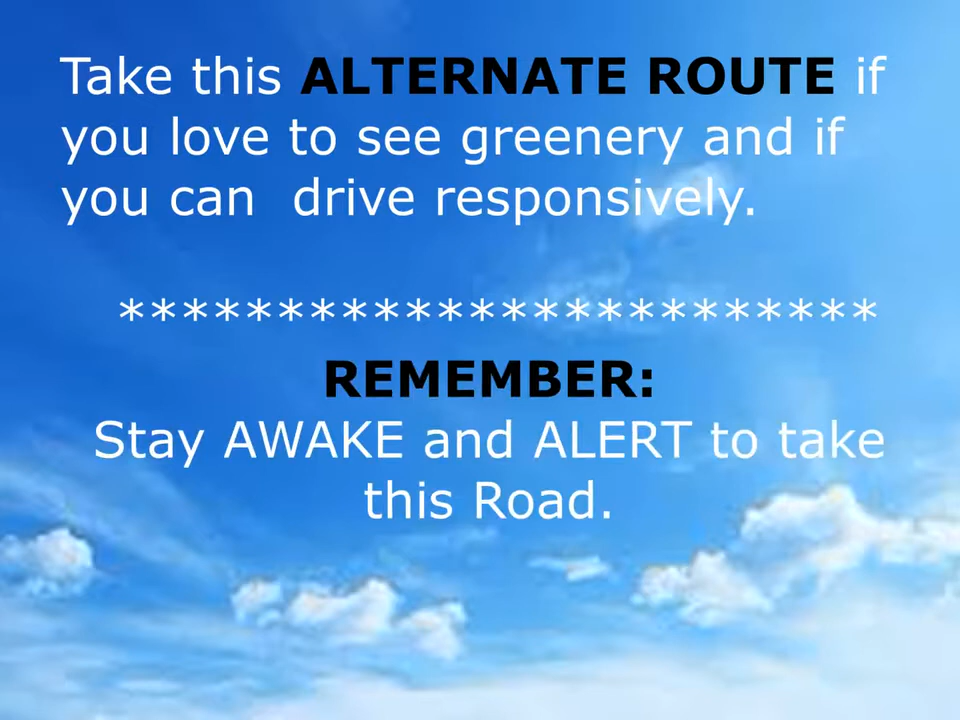 Take this ALTERNATE ROUTE if
you love to see greenery and if
you can  drive responsively.
************************
REMEMBER:
Stay AWAKE and ALERT to take
this Road.